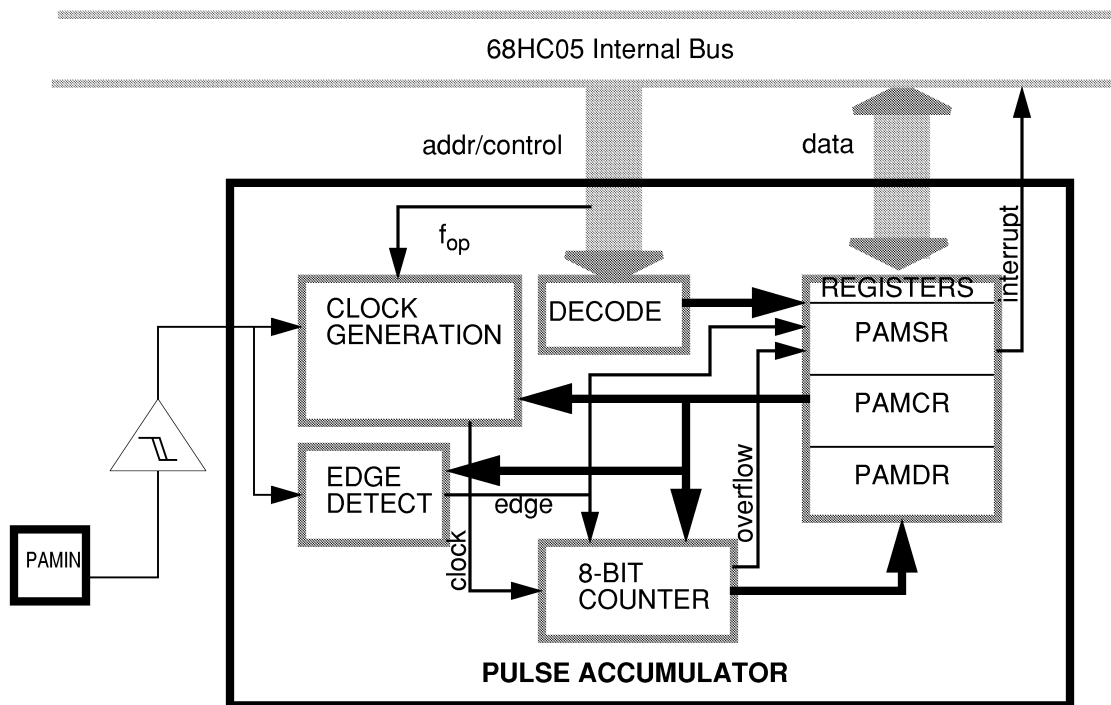 68HC05 Internal Bus
addr/control
data
fop
interrupt
CLOCK
GENERATION
DECODE
REGISTERS
PAMSR
PAMCR
PAMDR
EDGE
DETECT
edge
clock
overflow
PAMIN
8-BIT
COUNTER
PULSE ACCUMULATOR